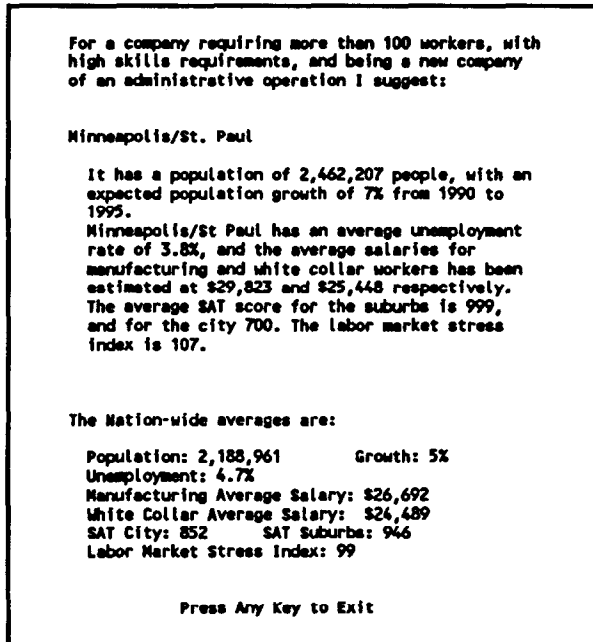 For a company requiring more than 100 workers, with
high skills requirements, and being a new company
of an administrative operation I suggest:
Minneapolis/St. Paul
It has a population of 2,462,207 people, with an
expected population growth of 7% from 1990 to
1995.
Minneapolis/St Paul has an average unemployment
rate of 3.8%, and the average salaries for
manufacturing and white collar workers has been
estimated at $29,823 and $25,448 respectively.
The average SAT score for the suburbs is 999,
and for the city 700. The labor market stress
index is 107.
The Nation-wide averages are:
Population: 2,188,961 Growth: 5%
Unemployment: 4.7%
Manufacturing Average Salary: $26,692
White Collar Average Salary: $24,489
SAT City: 852 SAT Suburbs: 946
Labor Market Stress Index: 99
Press Any Key to Exit